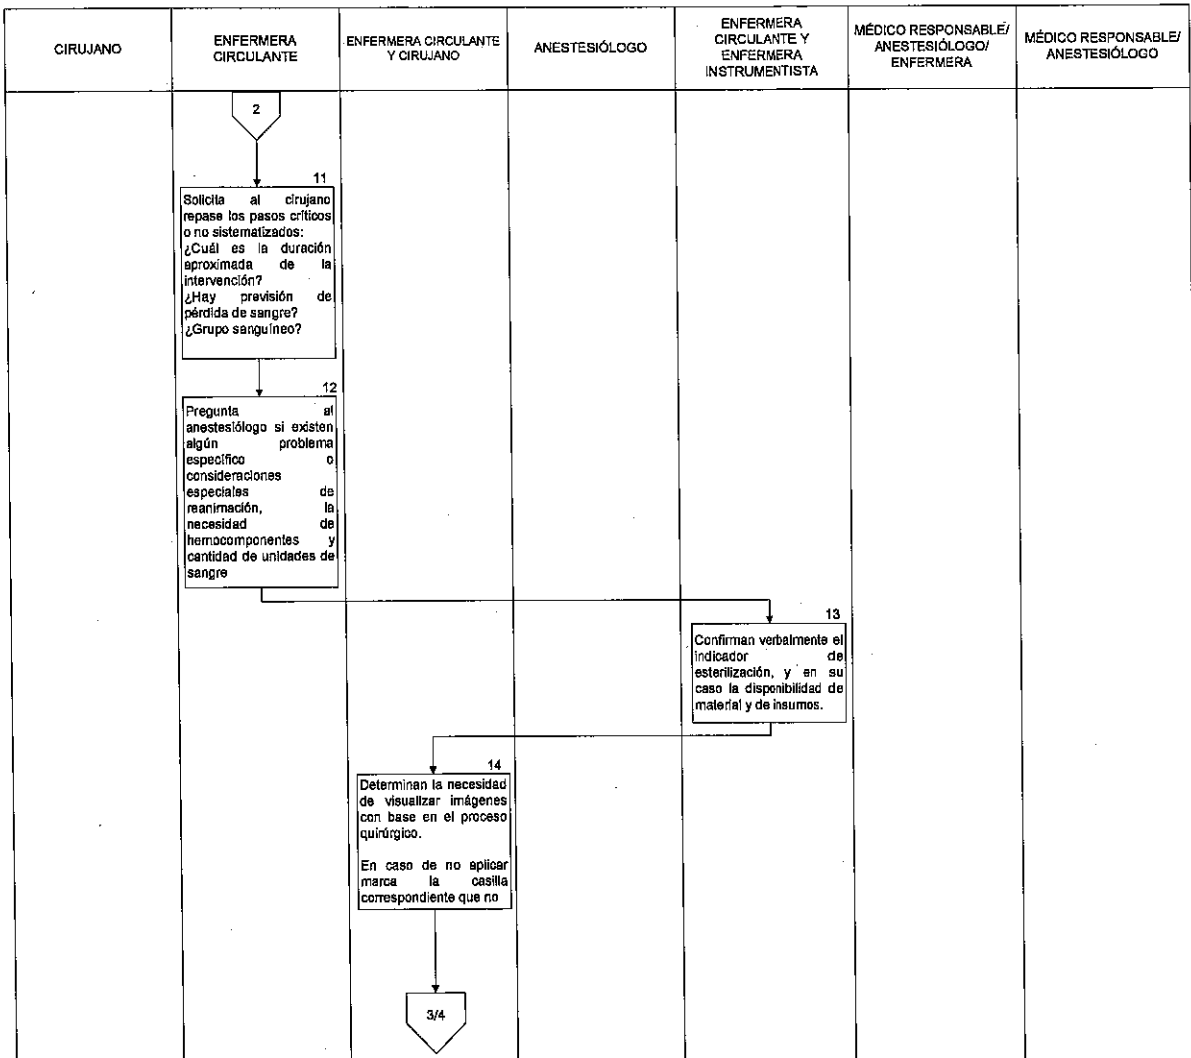 CIRUJANO
ENFERMERA
CIRCULANTE
ENFERMERA CIRCULANTE
Y CIRUJANO
ANESTESIÓLOGO
ENFERMERA
CIRCULANTE Y
ENFERMERA
INSTRUMENTISTA
MÉDICO RESPONSABLE/
ANESTESIÓLOGO/
ENFERMERA
MÉDICO RESPONSABLE/
ANESTESIÓLOGO
2
11
Solicita al cirujano
repase los pasos críticos
o no sistematizados:
¿Cuál es la duración
aproximada de la
intervención?
¿Hay previsión de
pérdida de sangre?
¿Grupo sanguíneo?
12
Pregunta al
anestesiólogo si existen
algún problema
específico o
consideraciones
especiales de
reanimación, la
necesidad de
hemocomponentes y
cantidad de unidades de
sangre
13
Confirman verbalmente el
indicador de
esterilización, y en su
caso la disponibilidad de
material y de insumos.
14
Determinan la necesidad
de visualizar imágenes
con base en el proceso
quirúrgico.
En caso de no aplicar
marca la casilla
correspondiente que no
3/4